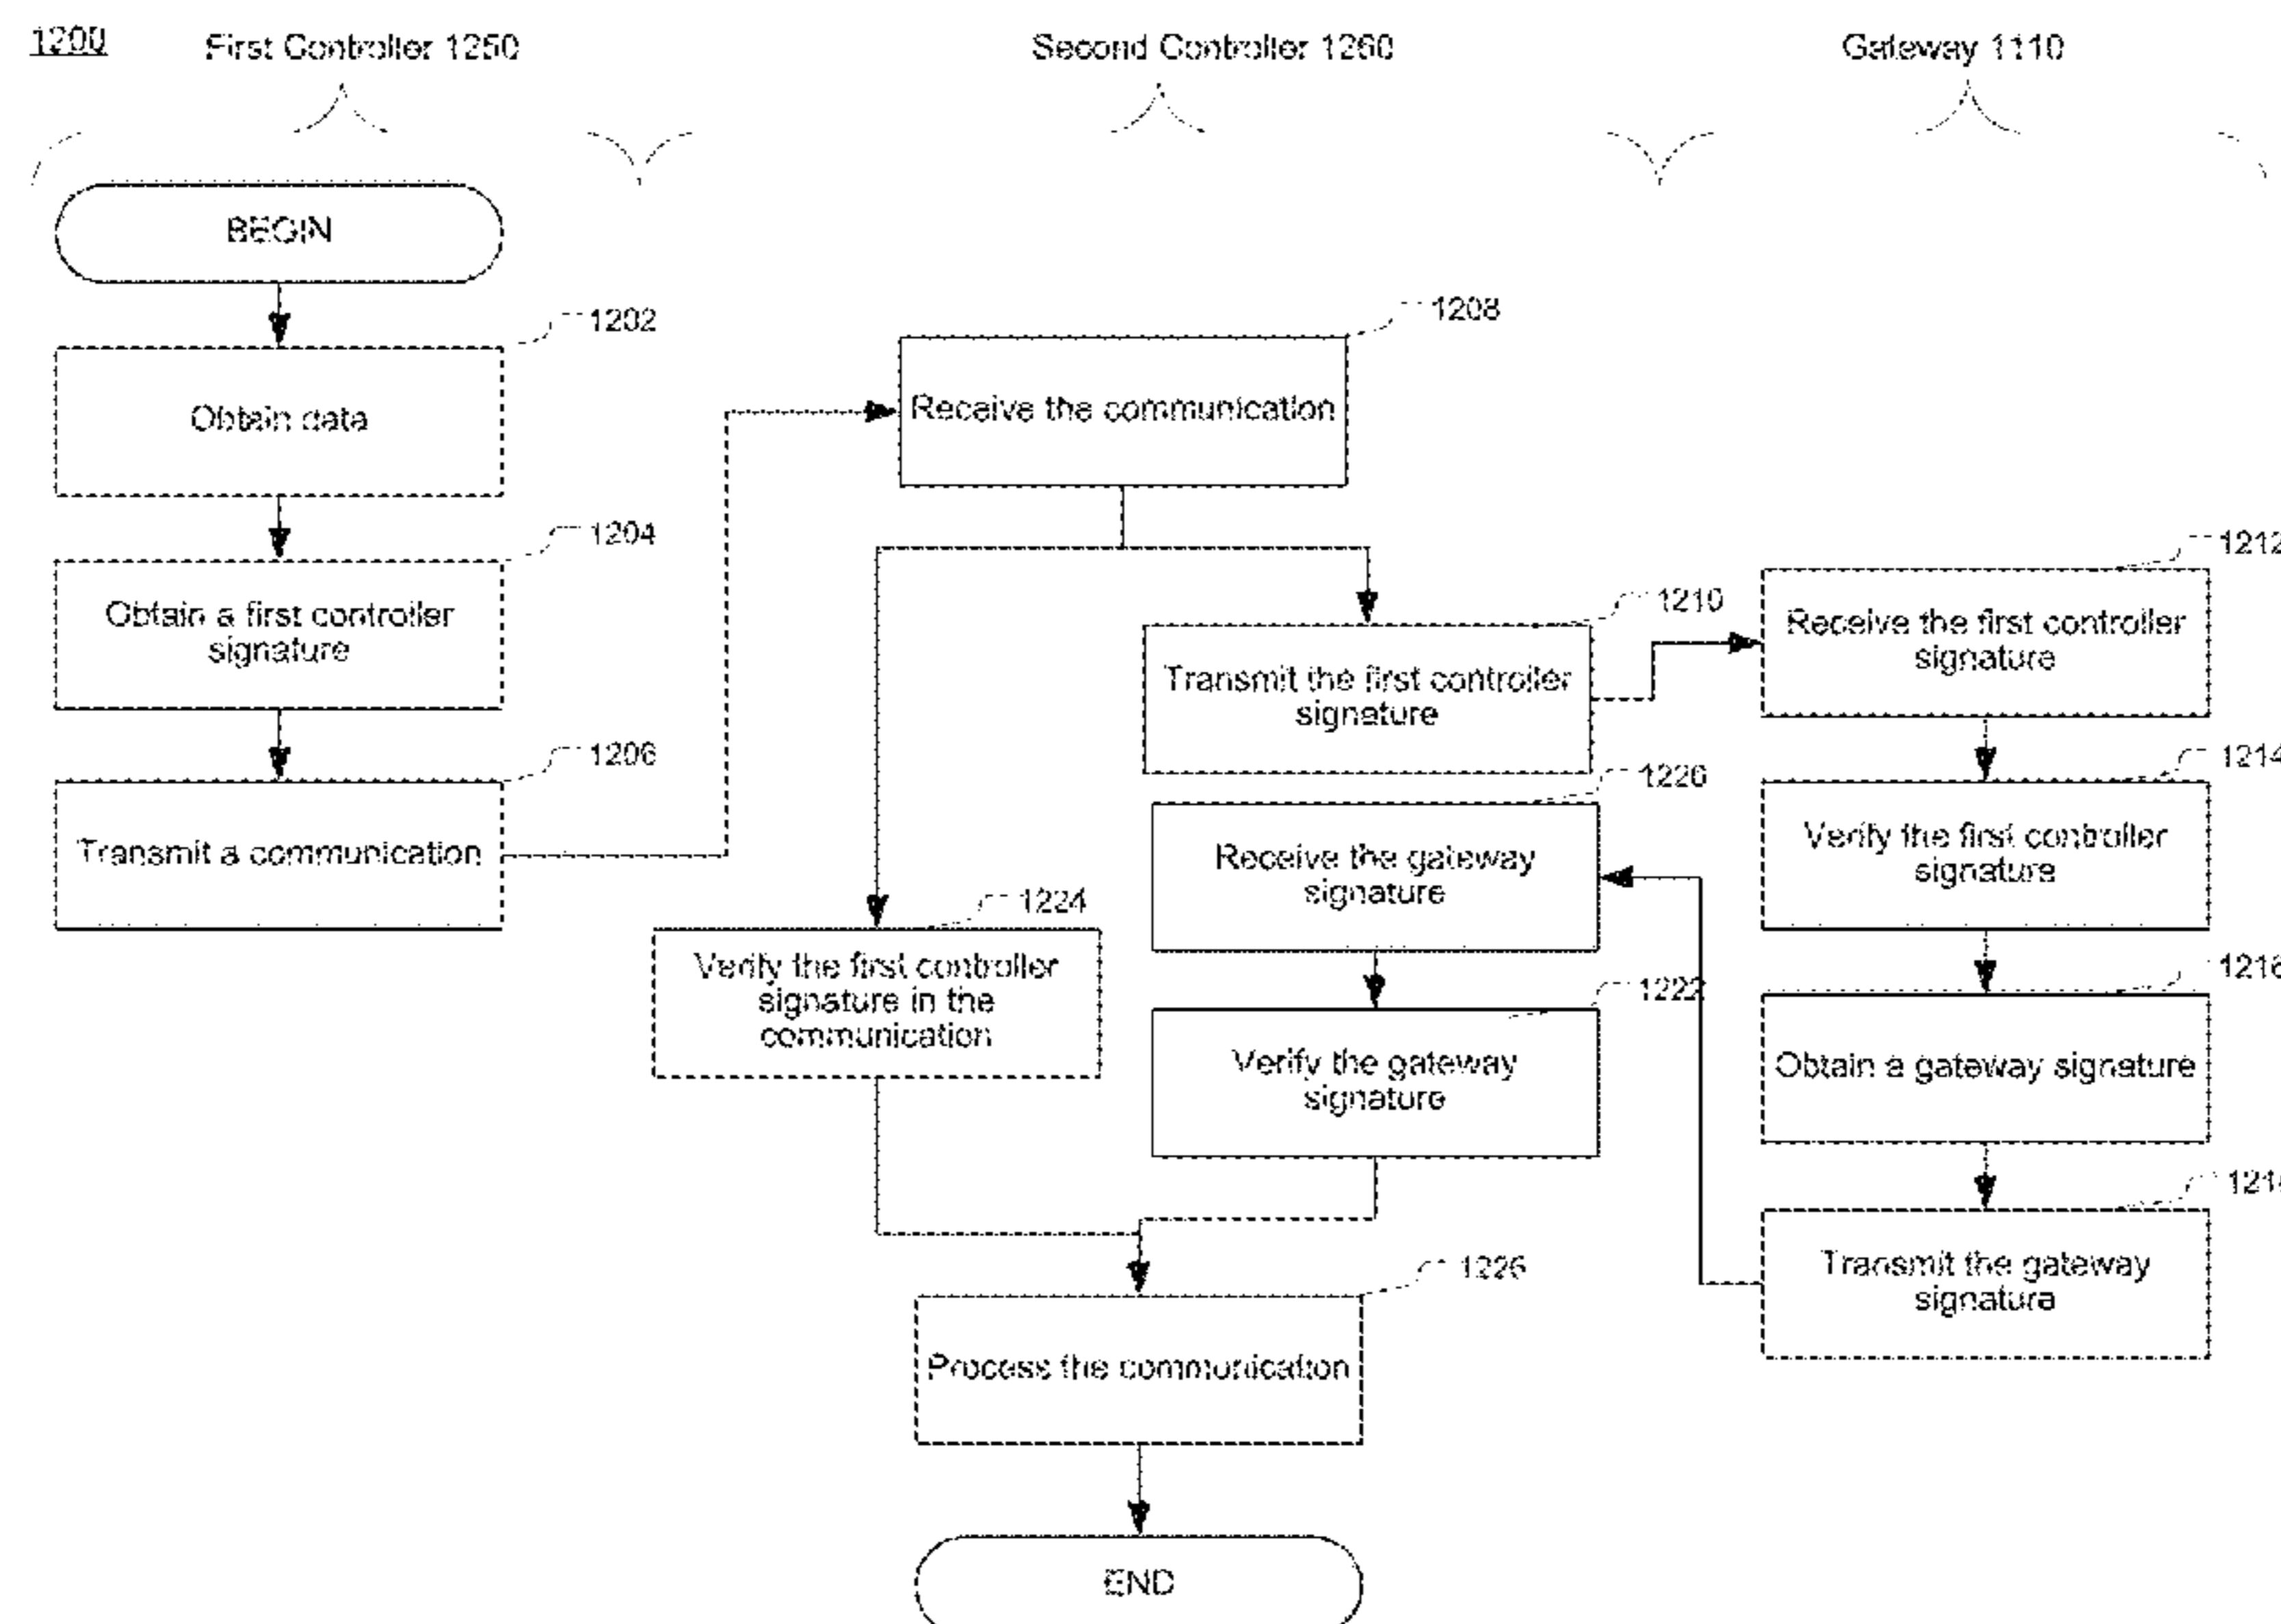 1200
First Controller 1250
Second Controller 1260
Gateway 1110
BEGIN
1202
Obtain data
1204
Obtain a first controller
signature
1206
Transmit a communication
1208
Receive the communication
1210
Transmit the first controller
signature
1212
Receive the first controller
signature
1214
Verify the first controller
signature
1216
Obtain a gateway signature
Transmit the gateway
signature
1220
Receive the gateway
signature
1222
Verify the gateway
signature
1224
Verify the first controller
signature in the
communication
1226
Process the communication
END